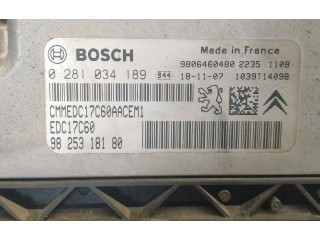 BOSCH
Made in France
9806460480 2235 1108
0 281 034 189 S44 18-11-07 1039T14098
CMMEDC17C60AACEM1
EDC17C60
98 253 181 80